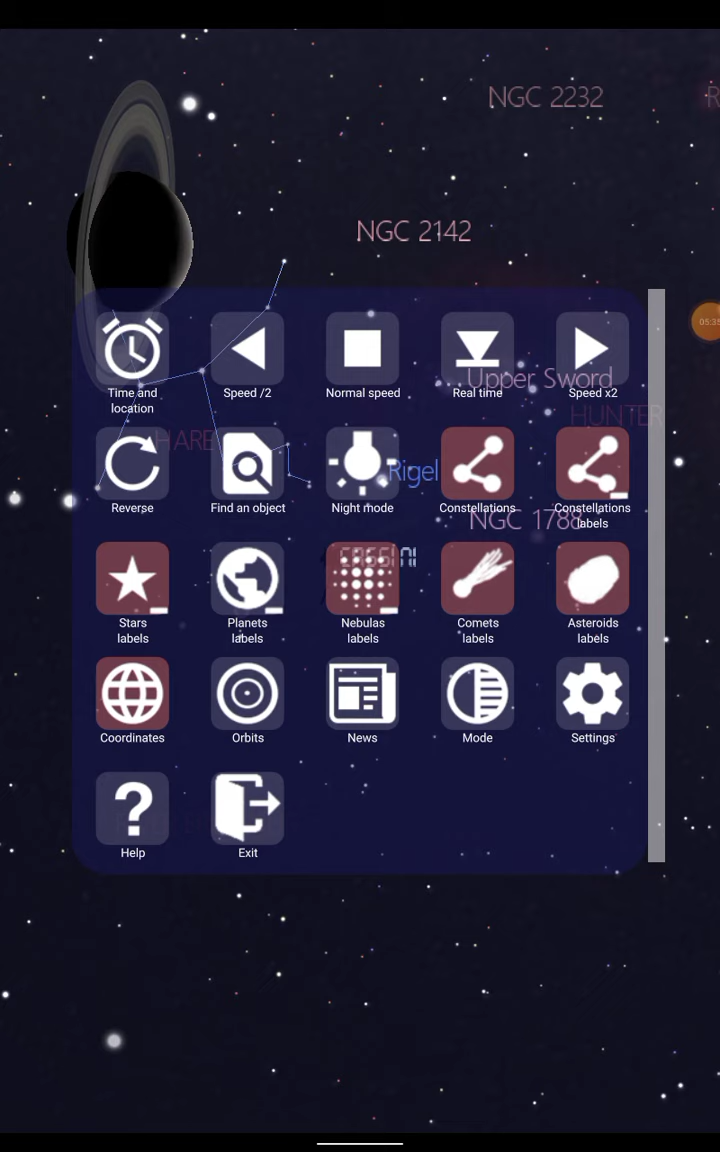 NGC 2232
R
NGC 2142
Time and
location
Speed /2
Normal speed
Real time
Speed x2
Upper Sword
HUNTER
HARE
Rigel
Reverse
Find an object
Night mode
Constellations
Constellations
labels
NGC 1788
CASSINI
Stars
labels
Planets
labels
Nebulas
labels
Comets
labels
Asteroids
labels
Coordinates
Orbits
News
Mode
Settings
Help
Exit